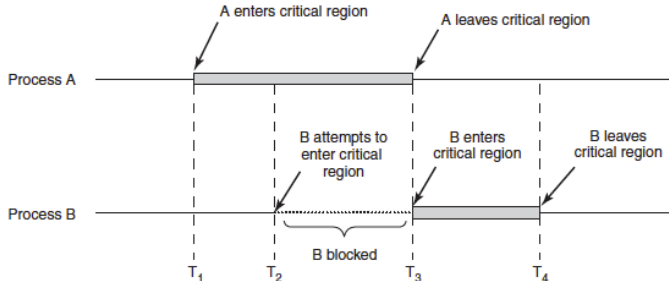 A enters critical region
A leaves critical region
Process A
B attempts to
enter critical
region
B enters
critical region
B leaves
critical region
Process B
B blocked
T1
T2
T3
T4